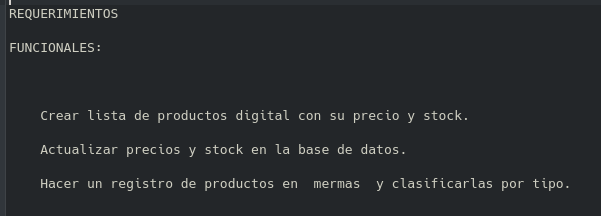 REQUERIMIENTOS
FUNCIONALES:
Crear lista de productos digital con su precio y stock.
Actualizar precios y stock en la base de datos.
Hacer un registro de productos en  mermas  y clasificarlas por tipo.